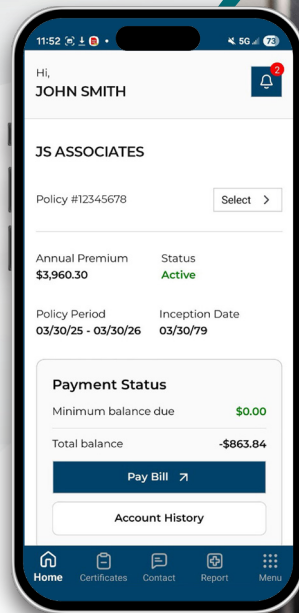 11:52
5G 73
Hi,
JOHN SMITH
2
JS ASSOCIATES
Policy #12345678
Select
Annual Premium Status
$3,960.30 Active
Policy Period Inception Date
03/30/25 - 03/30/26 03/30/79
Payment Status
Minimum balance due $0.00
Total balance -$863.84
Pay Bill
Account History
Home Certificates Contact Report Menu